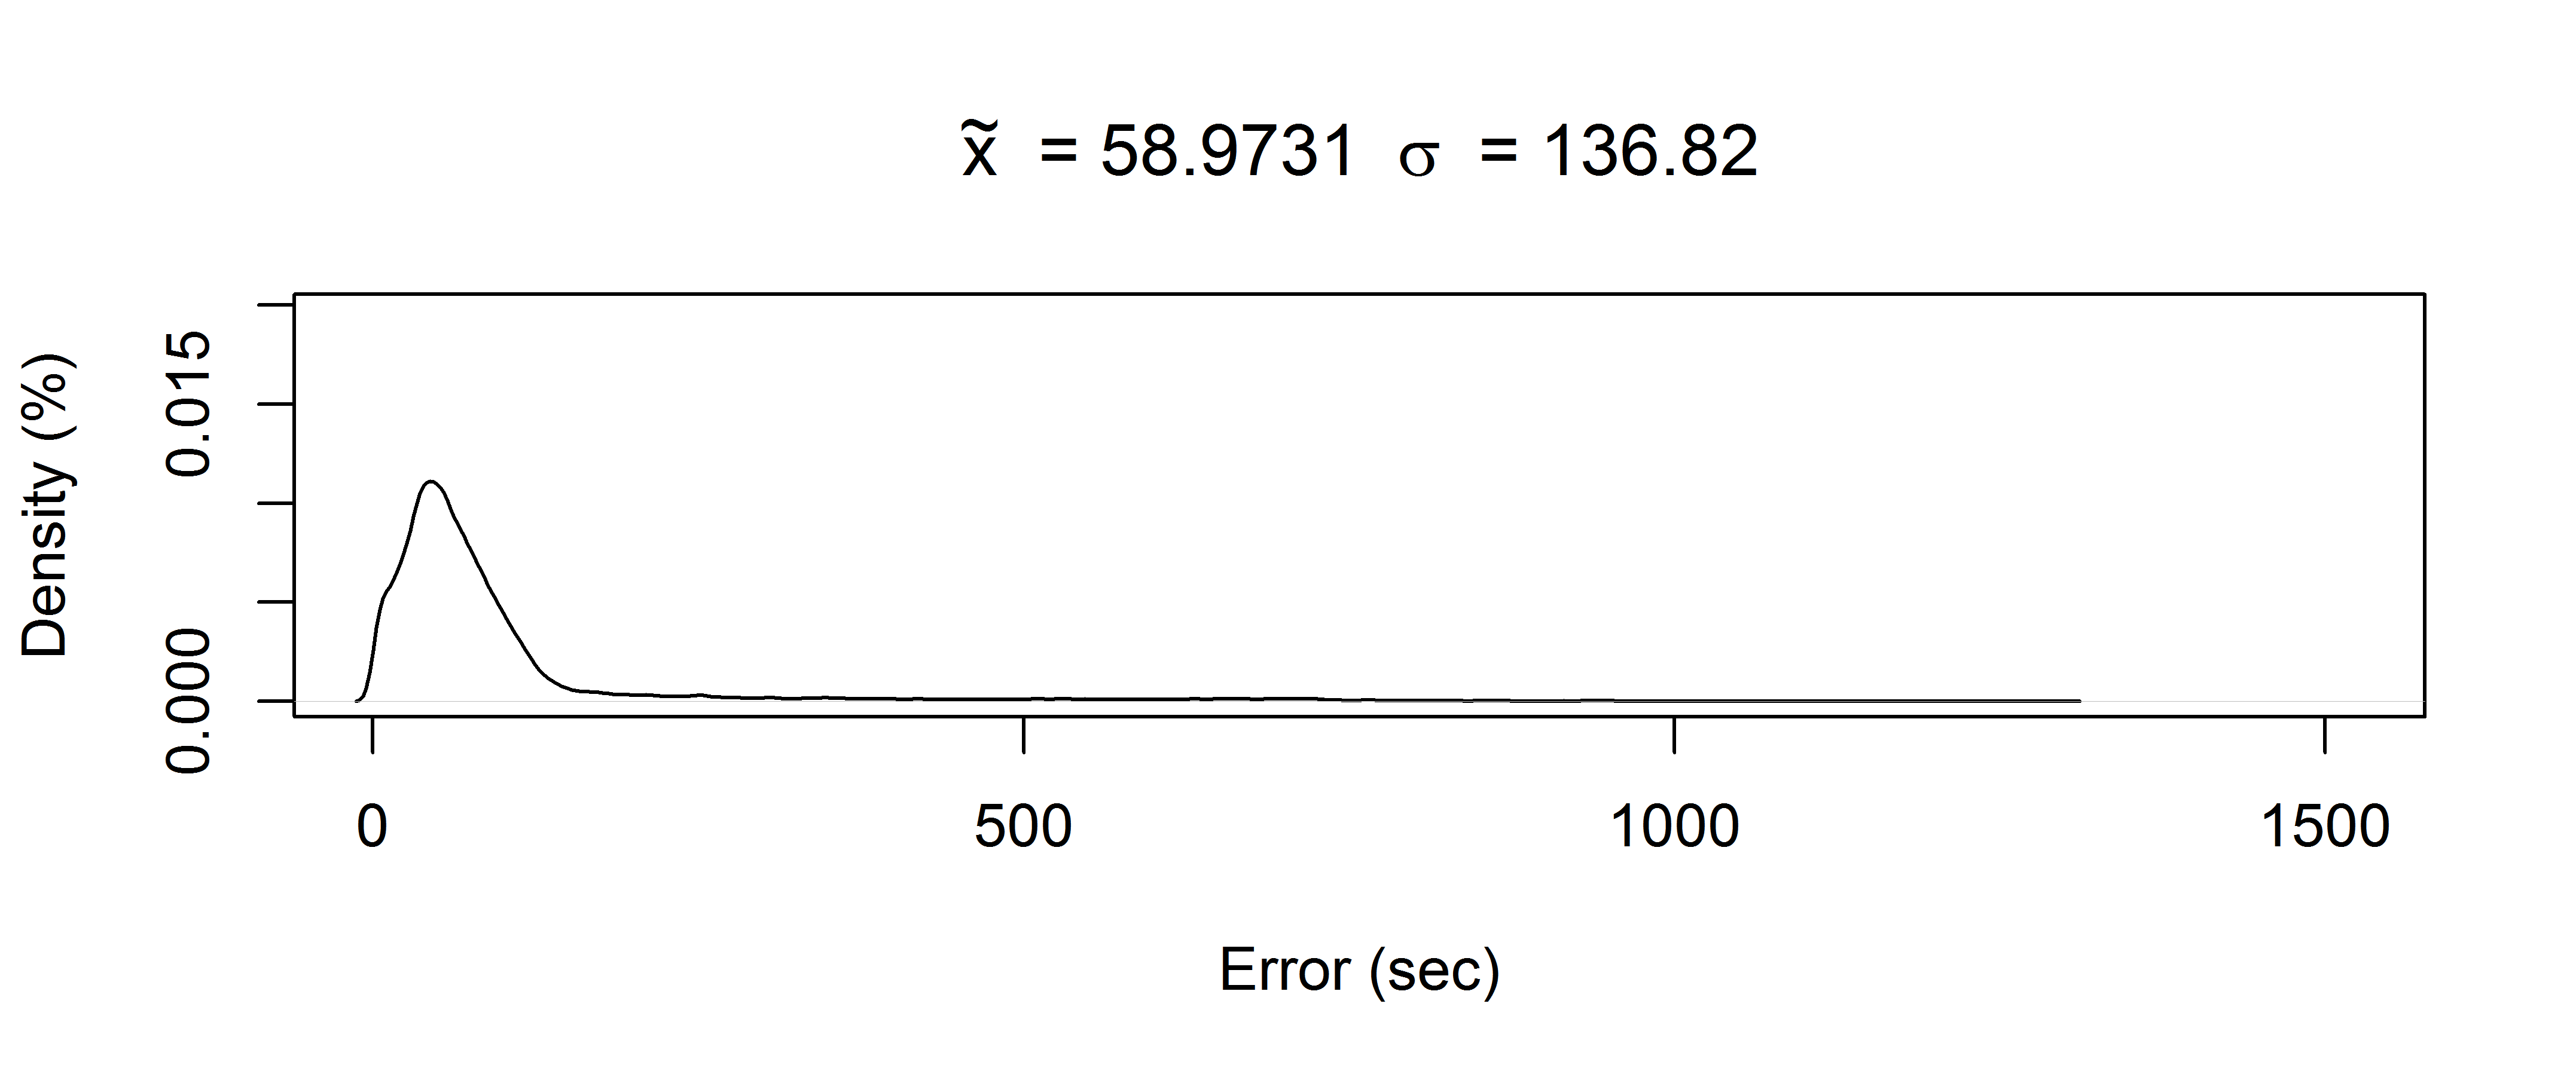 x̃ = 58.9731 σ = 136.82
Density (%)
0.015
0.000
0 500 1000 1500
Error (sec)